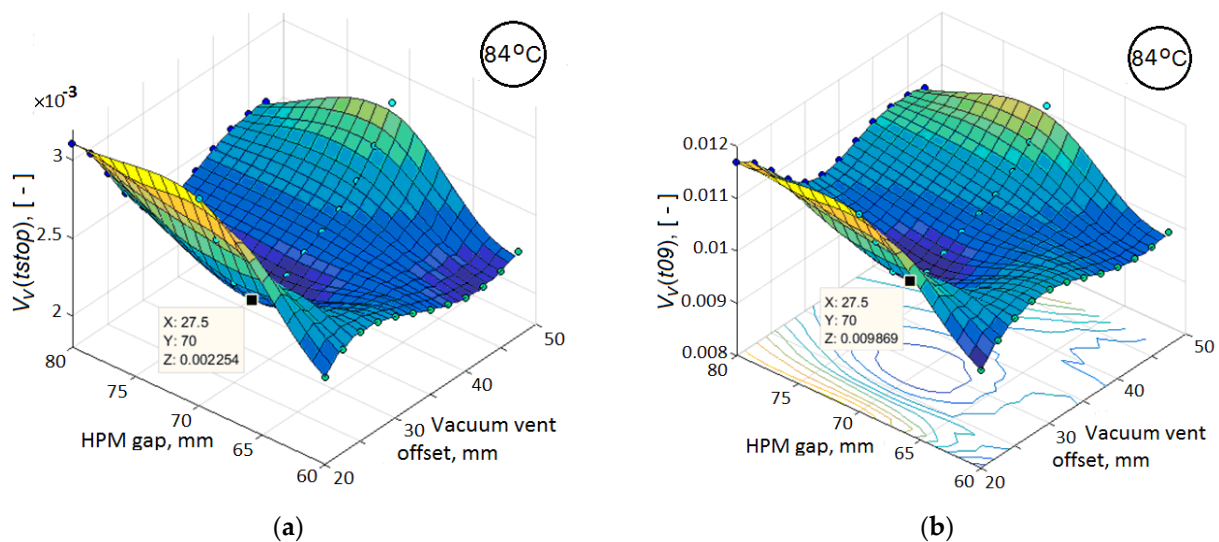 84°C
×10⁻³
3
2.5
2
Vv(tstop), [ - ]
X: 27.5
Y: 70
Z: 0.002254
80
75
70
65
60
20
30
40
50
HPM gap, mm
Vacuum vent
offset, mm
(a)
84°C
0.012
0.011
0.01
0.009
0.008
Vv(t09), [ - ]
X: 27.5
Y: 70
Z: 0.009869
80
75
70
65
60
20
30
40
50
HPM gap, mm
Vacuum vent
offset, mm
(b)